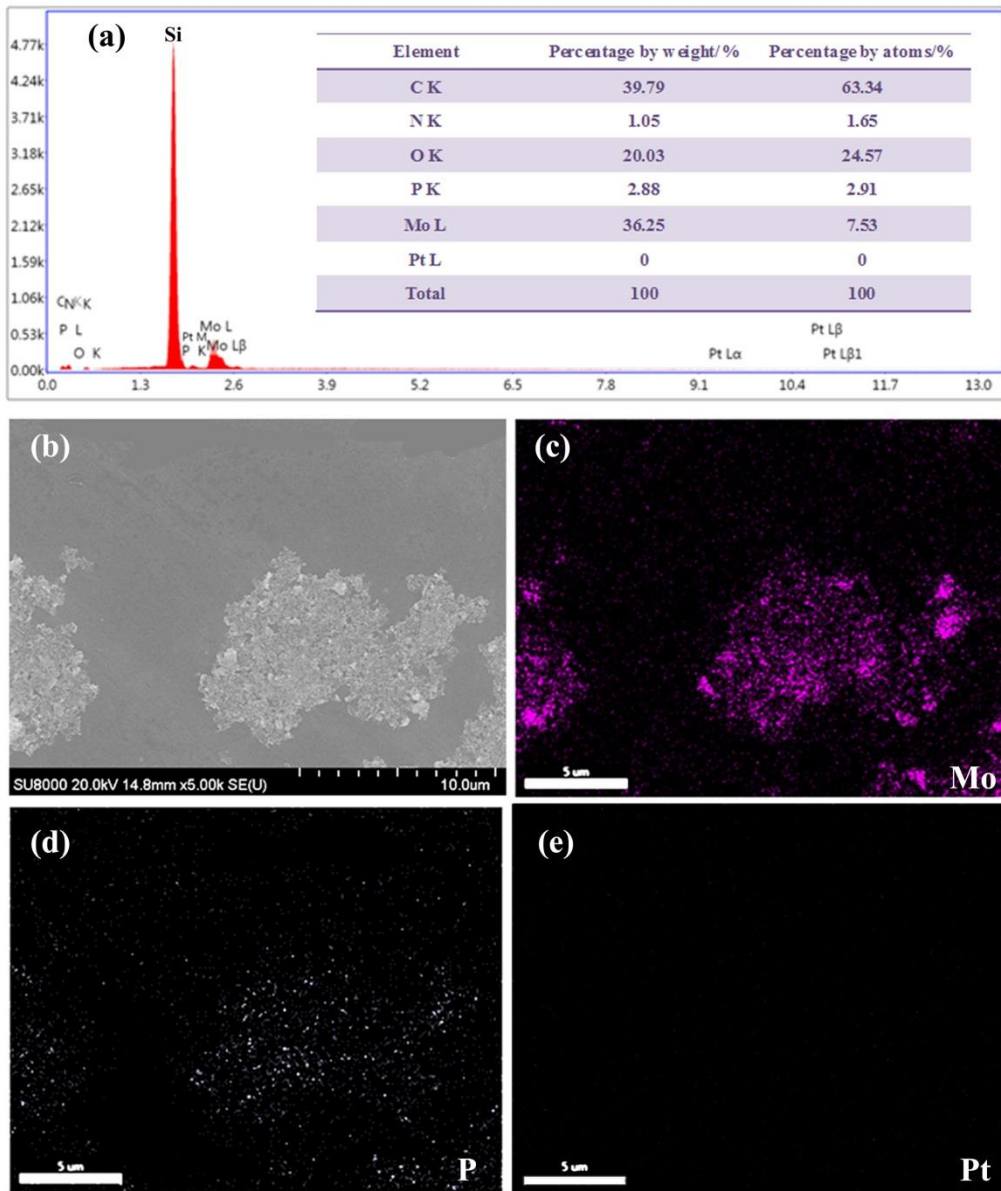 (a)
Si
4.77k
4.24k
3.71k
3.18k
2.65k
2.12k
1.59k
1.06k
0.53k
0.00k
Element Percentage by weight/% Percentage by atoms/%
C K 39.79 63.34
N K 1.05 1.65
O K 20.03 24.57
P K 2.88 2.91
Mo L 36.25 7.53
Pt L 0 0
Total 100 100
P L
O K
Pt M
P K
Mo L
Mo Lβ
Pt Lα
Pt Lβ
Pt Lβ1
0.0 1.3 2.6 3.9 5.2 6.5 7.8 9.1 10.4 11.7 13.0
(b)
SU8000 20.0kV 14.8mm x5.00k SE(U) 10.0um
(c)
5 um
Mo
(d)
5 um
P
(e)
5 um
Pt